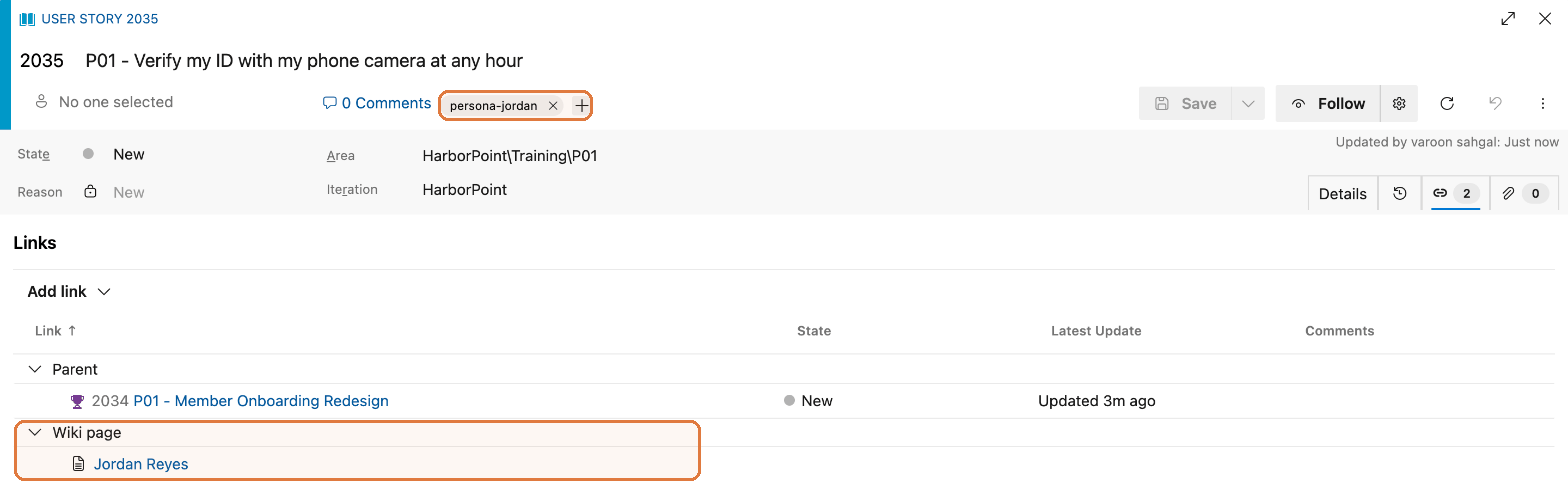 USER STORY 2035
2035 P01 - Verify my ID with my phone camera at any hour
No one selected 0 Comments persona-jordan Save Follow
Updated by varoon sahgal: Just now
State New Area HarborPoint\Training\P01
Reason New Iteration HarborPoint
Details 2 0
Links
Add link
Link ↑ State Latest Update Comments
Parent
2034 P01 - Member Onboarding Redesign New Updated 3m ago
Wiki page
Jordan Reyes